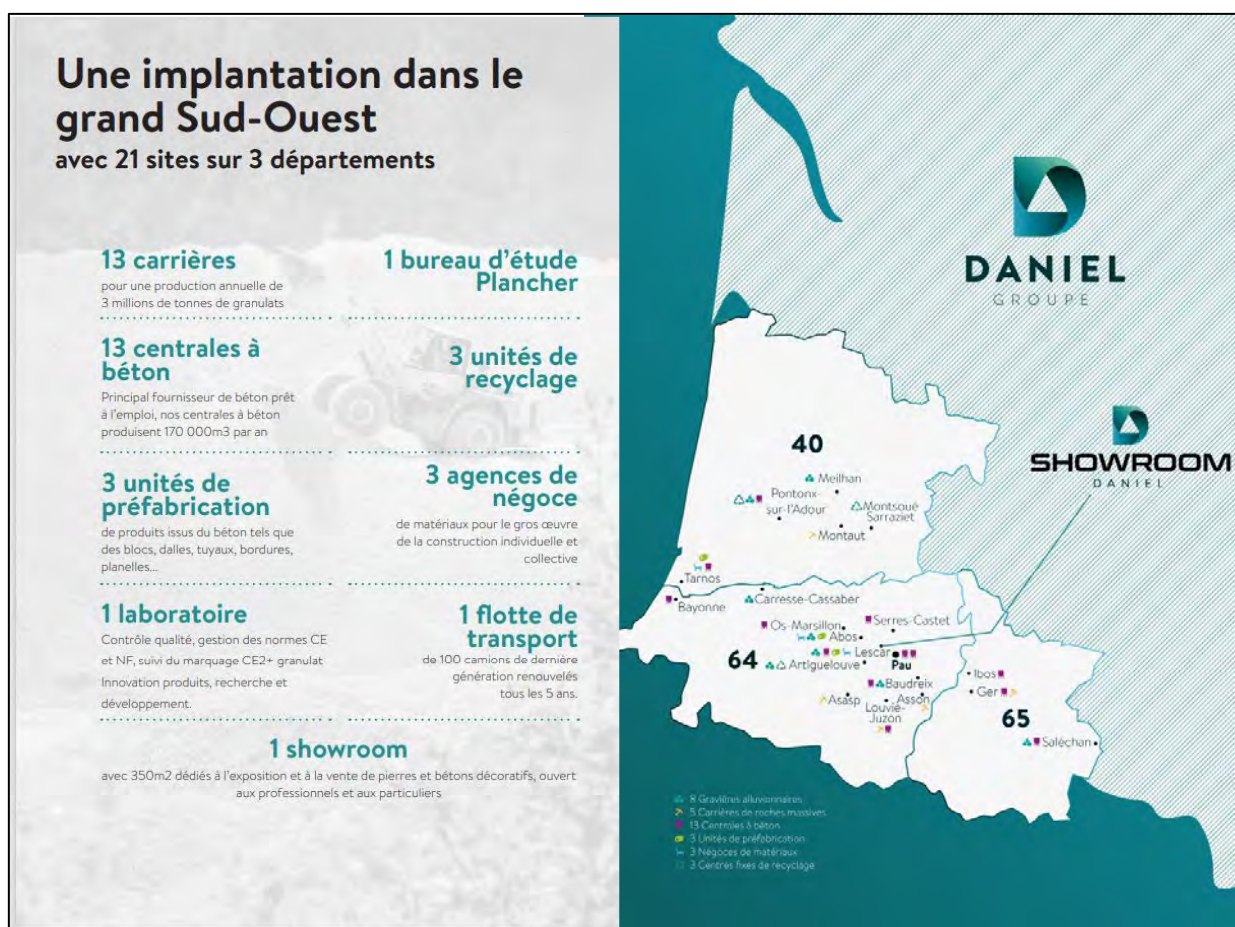 Une implantation dans le
grand Sud-Ouest
avec 21 sites sur 3 départements
13 carrières
pour une production annuelle de
3 millions de tonnes de granulats
13 centrales à
béton
Principal fournisseur de béton prêt
à l'emploi, nos centrales à béton
produisent 170 000m3 par an
3 unités de
préfabrication
de produits issus du béton tels que
des blocs, dalles, tuyaux, bordures,
planelles...
1 laboratoire
Contrôle qualité, gestion des normes CE
et NF, suivi du marquage CE2+ granulat
Innovation produits, recherche et
développement.
1 bureau d'étude
Plancher
3 unités de
recyclage
3 agences de
négoce
de matériaux pour le gros œuvre
de la construction individuelle et
collective
1 flotte de
transport
de 100 camions de dernière
génération renouvelés
tous les 5 ans.
1 showroom
avec 350m2 dédiés à l'exposition et à la vente de pierres et bétons décoratifs, ouvert
aux professionnels et aux particuliers
DANIEL
GROUPE
SHOWROOM
DANIEL
40
Meilhan
Pontonx-
sur-l'Adour
Montsoué
Sarraziet
Montaut
Tarnos
Bayonne
Carresse-Cassaber
Os-Marsillon
Serres-Castet
Abos
Lescar
64
Artiguelouve
Pau
Baudreix
Asasp
Asson
Louvie-
Juzon
Ibos
Ger
65
Saléchan
8 Gravières alluvionnaires
5 Carrières de roches massives
13 Centrales à béton
3 Unités de préfabrication
3 Négoces de matériaux
3 Centres fixes de recyclage